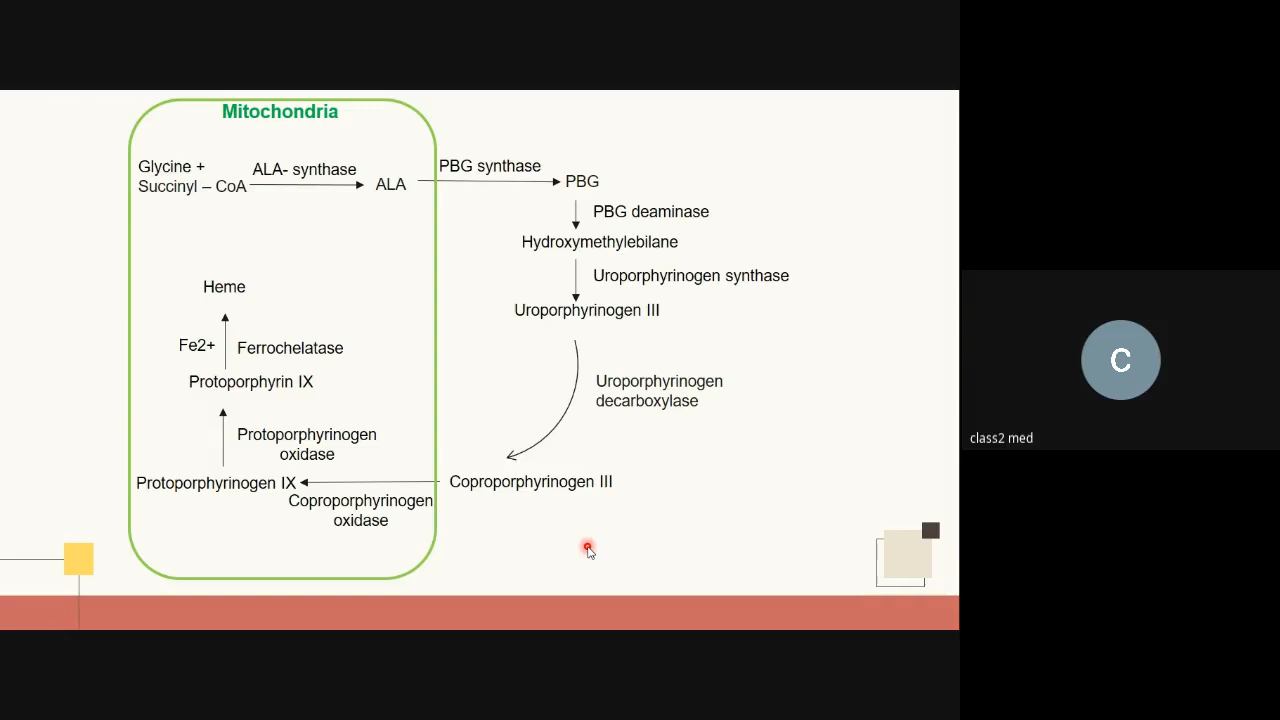 Mitochondria
Glycine +
Succinyl – CoA
ALA- synthase
ALA
PBG synthase
PBG
PBG deaminase
Hydroxymethylebilane
Uroporphyrinogen synthase
Uroporphyrinogen III
Uroporphyrinogen
decarboxylase
Coproporphyrinogen III
Coproporphyrinogen
oxidase
Protoporphyrinogen IX
Protoporphyrinogen
oxidase
Protoporphyrin IX
Fe2+
Ferrochelatase
Heme
C
class2 med